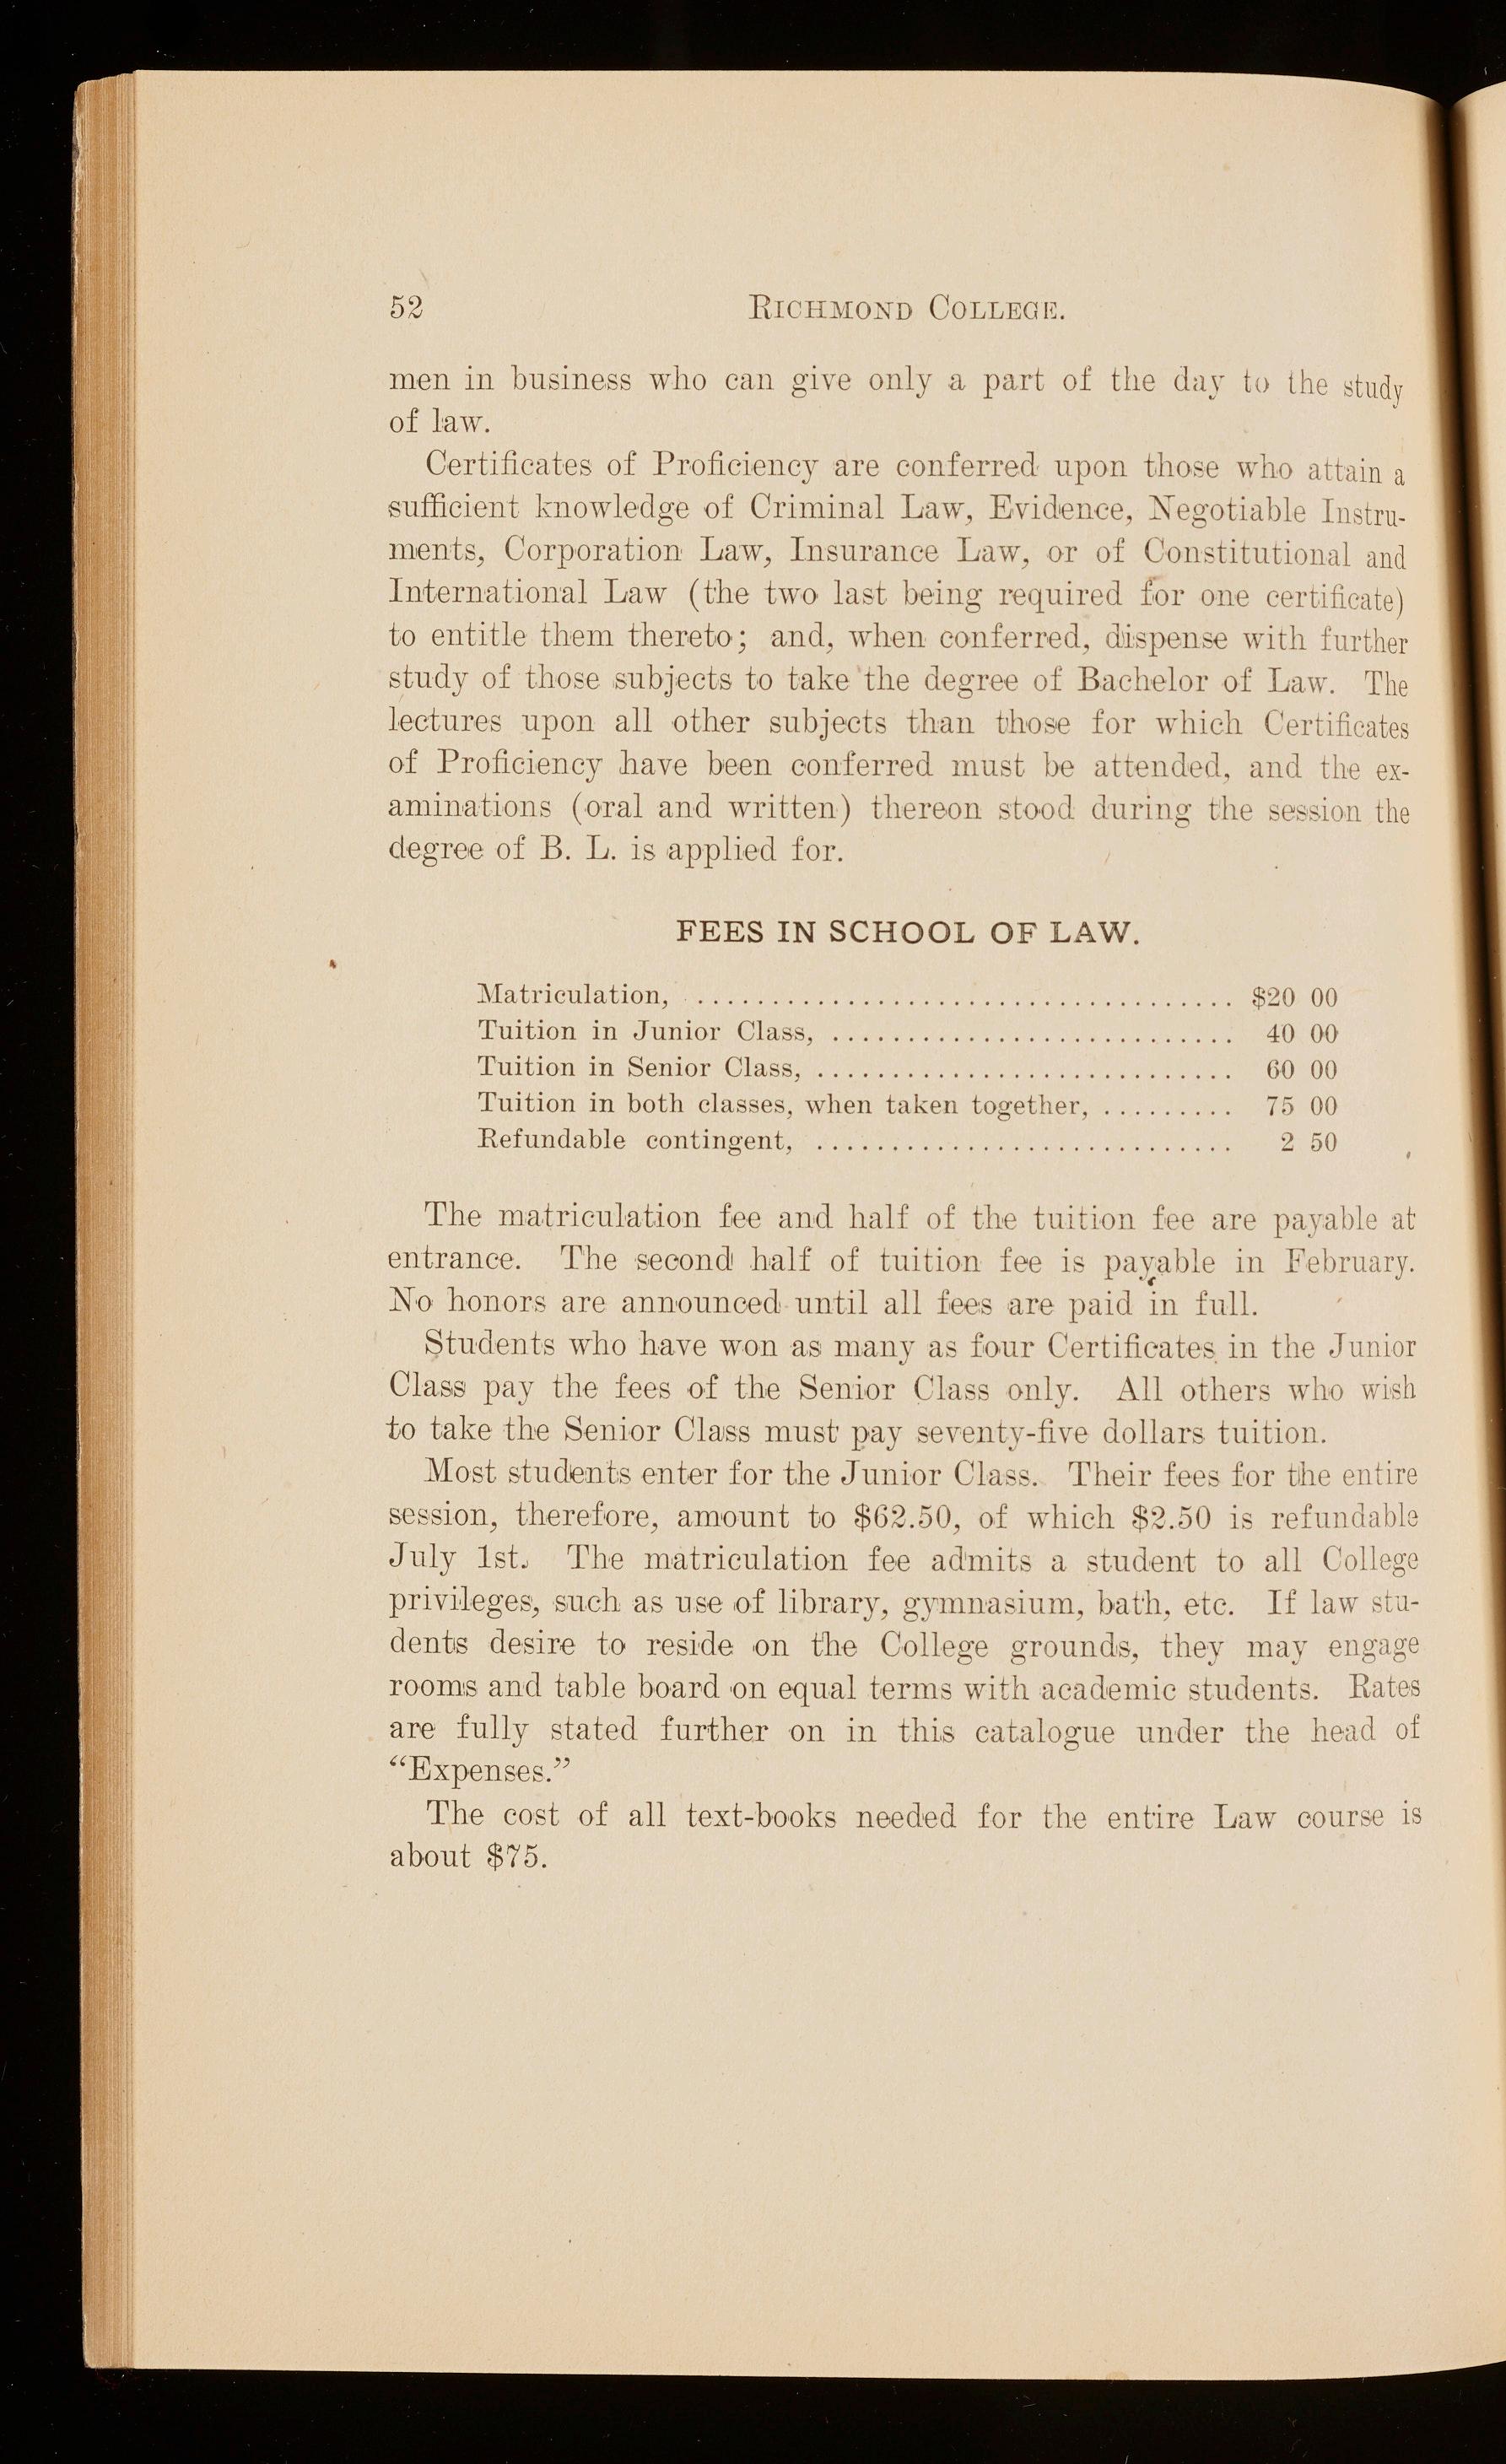 52 RICHMOND COLLEGE.
men in business who can give only a part of the day to the study
of law.
Certificates of Proficiency are conferred upon those who attain a
sufficient knowledge of Criminal Law, Evidence, Negotiable Instru-
ments, Corporation Law, Insurance Law, or of Constitutional and
International Law (the two last being required for one certificate)
to entitle them thereto; and, when conferred, dispense with further
study of those subjects to take the degree of Bachelor of Law. The
lectures upon all other subjects than those for which Certificates
of Proficiency have been conferred must be attended, and the ex-
aminations (oral and written) thereon stood during the session the
degree of B. L. is applied for.
FEES IN SCHOOL OF LAW.
Matriculation, .................................... $20 00
Tuition in Junior Class, ........................... 40 00
Tuition in Senior Class, ............................ 60 00
Tuition in both classes, when taken together, ......... 75 00
Refundable contingent, ............................ 2 50
The matriculation fee and half of the tuition fee are payable at
entrance. The second half of tuition fee is payable in February.
No honors are announced until all fees are paid in full.
Students who have won as many as four Certificates in the Junior
Class pay the fees of the Senior Class only. All others who wish
to take the Senior Class must pay seventy-five dollars tuition.
Most students enter for the Junior Class. Their fees for the entire
session, therefore, amount to $62.50, of which $2.50 is refundable
July 1st. The matriculation fee admits a student to all College
privileges, such as use of library, gymnasium, bath, etc. If law stu-
dents desire to reside on the College grounds, they may engage
rooms and table board on equal terms with academic students. Rates
are fully stated further on in this catalogue under the head of
“Expenses.”
The cost of all text-books needed for the entire Law course is
about $75.